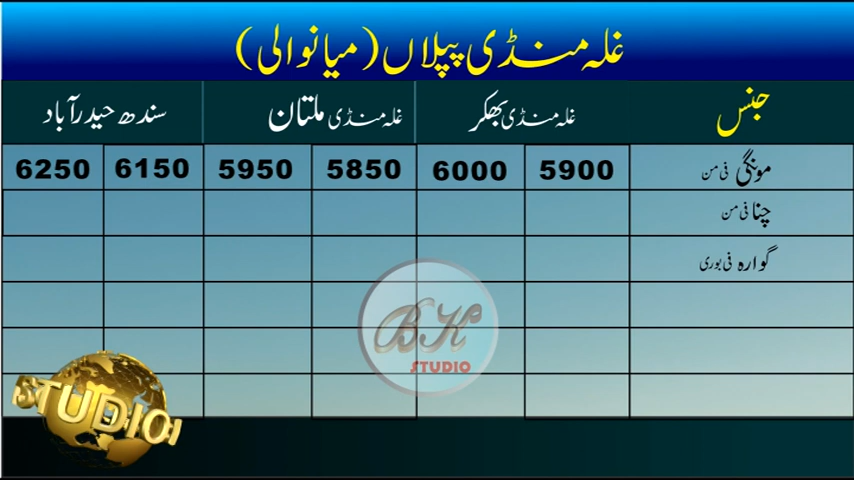 غلہ منڈی پپلاں (میانوالی)
جنس غلہ منڈی بھکر غلہ منڈی ملتان سندھ حیدرآباد
مونگی فی من 5900 6000 5850 5950 6150 6250
چنا فی من
گوارہ فی بوری
BK
STUDIO
STUDIO1